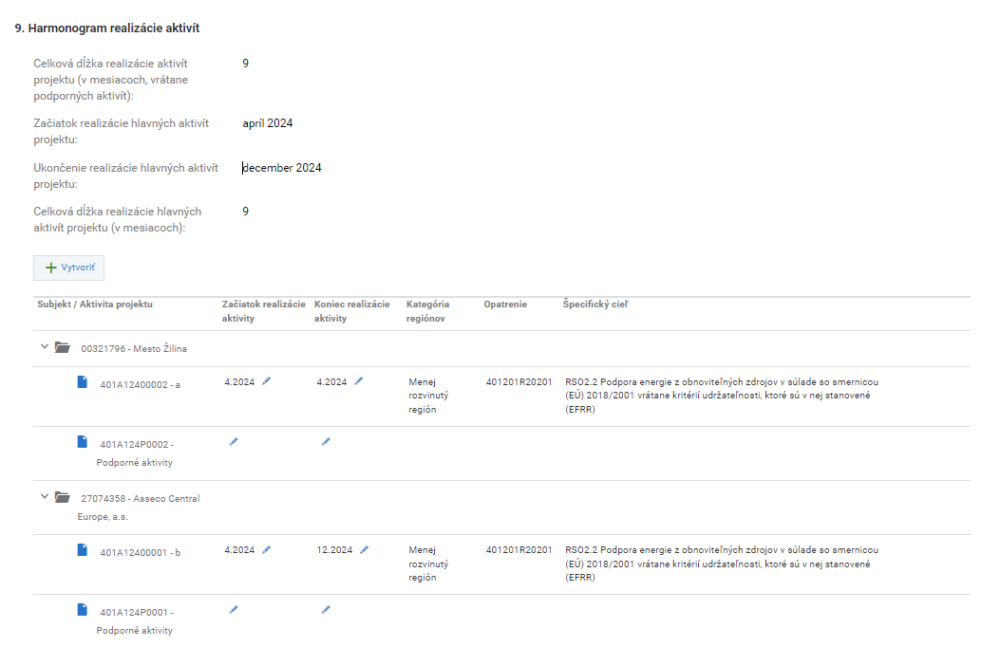 9. Harmonogram realizácie aktivít
Celková dĺžka realizácie aktivít
projektu (v mesiacoch, vrátane
podporných aktivít):
9
Začiatok realizácie hlavných aktivít
projektu:
apríl 2024
Ukončenie realizácie hlavných aktivít
projektu:
december 2024
Celková dĺžka realizácie hlavných
aktivít projektu (v mesiacoch):
9
Vytvoriť
Subjekt / Aktivita projektu
Začiatok realizácie
aktivity
Koniec realizácie
aktivity
Kategória
regiónov
Opatrenie
Špecifický cieľ
00321796 - Mesto Žilina
401A12400002 - a
4.2024
4.2024
Menej
rozvinutý
región
401201R20201
RSO2.2 Podpora energie z obnoviteľných zdrojov v súlade so smernicou
(EÚ) 2018/2001 vrátane kritérií udržateľnosti, ktoré sú v nej stanovené
(EFRR)
401A124P0002 -
Podporné aktivity
27074358 - Asseco Central
Europe, a.s.
401A12400001 - b
4.2024
12.2024
Menej
rozvinutý
región
401201R20201
RSO2.2 Podpora energie z obnoviteľných zdrojov v súlade so smernicou
(EÚ) 2018/2001 vrátane kritérií udržateľnosti, ktoré sú v nej stanovené
(EFRR)
401A124P0001 -
Podporné aktivity